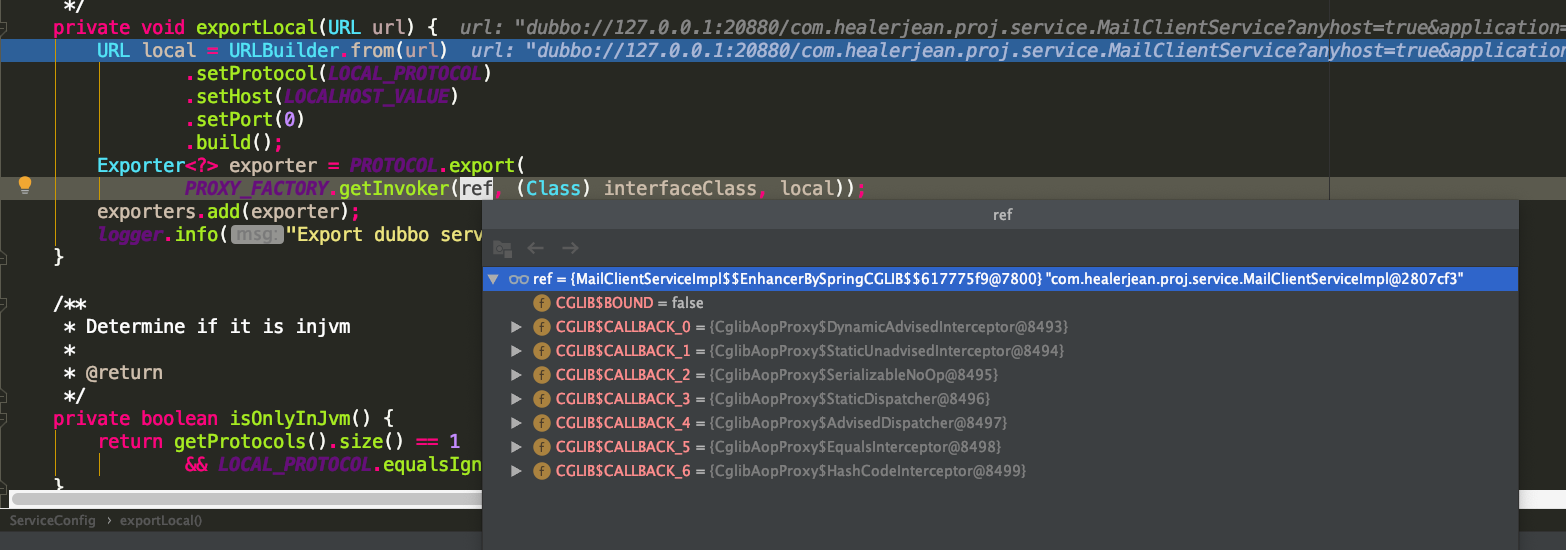 */
private void exportLocal(URL url) { url: "dubbo://127.0.0.1:20880/com.healerjean.proj.service.MailClientService?anyhost=true&application=
URL local = URLBuilder.from(url) url: "dubbo://127.0.0.1:20880/com.healerjean.proj.service.MailClientService?anyhost=true&application
.setProtocol(LOCAL_PROTOCOL)
.setHost(LOCALHOST_VALUE)
.setPort(0)
.build();
Exporter<?> exporter = PROTOCOL.export(
PROXY_FACTORY.getInvoker(ref, (Class) interfaceClass, local));
exporters.add(exporter);
logger.info( msg: "Export dubbo serv
}
/**
* Determine if it is injvm
*
* @return
*/
private boolean isOnlyInJvm() {
return getProtocols().size() == 1
&& LOCAL_PROTOCOL.equalsIgn
}
ref
ref = {MailClientServiceImpl$$EnhancerBySpringCGLIB$$617775f9@7800} "com.healerjean.proj.service.MailClientServiceImpl@2807cf3"
f CGLIB$BOUND = false
f CGLIB$CALLBACK_0 = {CglibAopProxy$DynamicAdvisedInterceptor@8493}
f CGLIB$CALLBACK_1 = {CglibAopProxy$StaticUnadvisedInterceptor@8494}
f CGLIB$CALLBACK_2 = {CglibAopProxy$SerializableNoOp@8495}
f CGLIB$CALLBACK_3 = {CglibAopProxy$StaticDispatcher@8496}
f CGLIB$CALLBACK_4 = {CglibAopProxy$AdvisedDispatcher@8497}
f CGLIB$CALLBACK_5 = {CglibAopProxy$EqualsInterceptor@8498}
f CGLIB$CALLBACK_6 = {CglibAopProxy$HashCodeInterceptor@8499}
ServiceConfig › exportLocal()